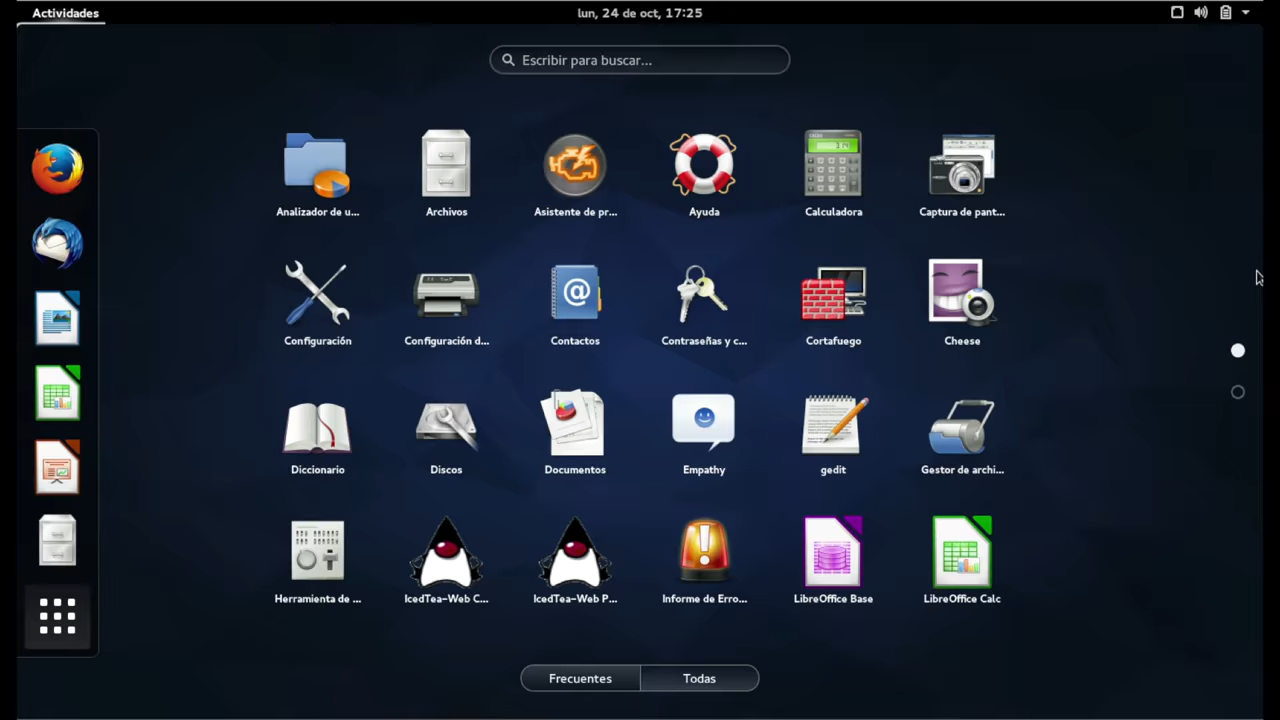 Actividades
lun, 24 de oct, 17:25
Escribir para buscar...
Analizador de u...
Archivos
Asistente de pr...
Ayuda
Calculadora
Captura de pant...
Configuración
Configuración d...
Contactos
Contraseñas y c...
Cortafuego
Cheese
Diccionario
Discos
Documentos
Empathy
gedit
Gestor de archi...
Herramienta de ...
IcedTea-Web C...
IcedTea-Web P...
Informe de Erro...
LibreOffice Base
LibreOffice Calc
Frecuentes
Todas